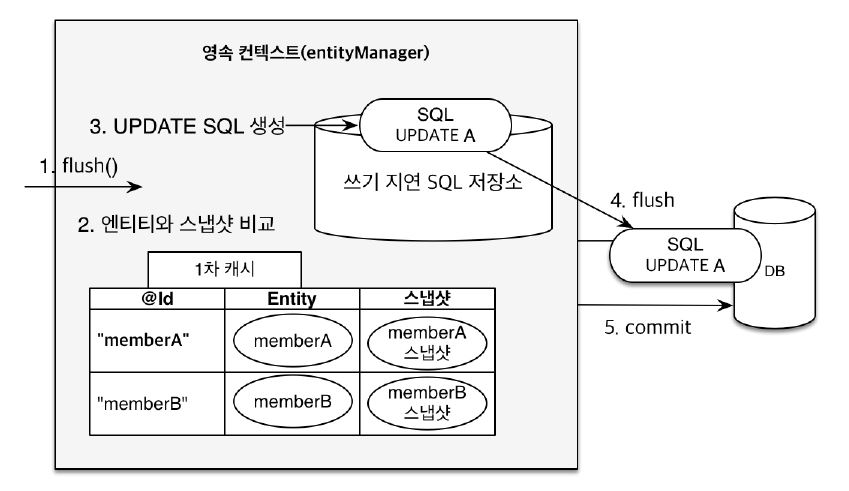 영속 컨텍스트(entityManager)
3. UPDATE SQL 생성
SQL
UPDATE A
쓰기 지연 SQL 저장소
1. flush()
2. 엔티티와 스냅샷 비교
4. flush
SQL
UPDATE A
DB
5. commit
1차 캐시
@Id Entity 스냅샷
"memberA" memberA memberA
스냅샷
"memberB" memberB memberB
스냅샷